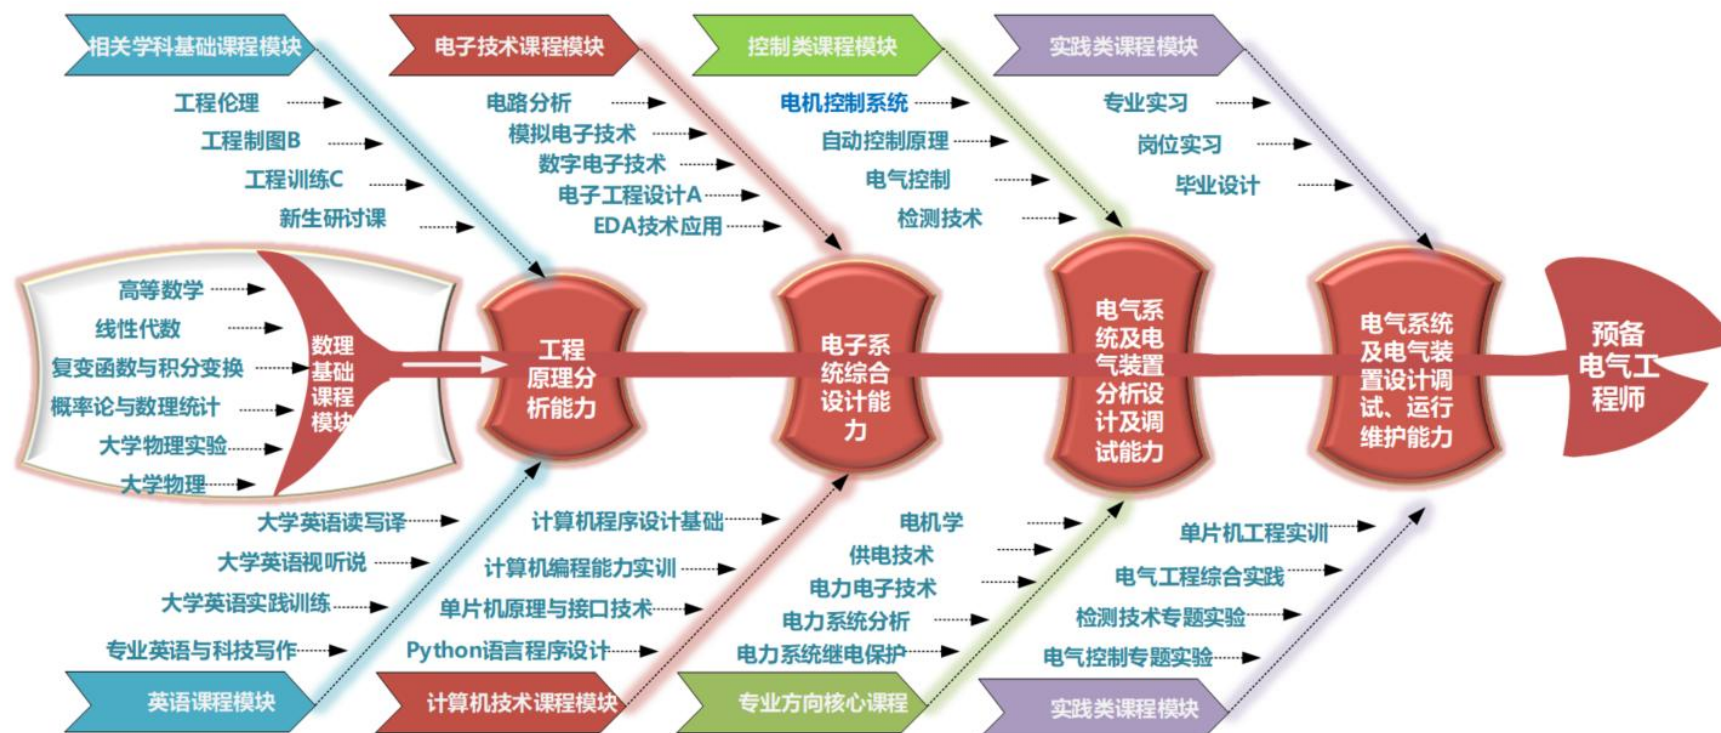 相关学科基础课程模块
电子技术课程模块
控制类课程模块
实践类课程模块
工程伦理
工程制图B
工程训练C
新生研讨课
电路分析
模拟电子技术
数字电子技术
电子工程设计A
EDA技术应用
电机控制系统
自动控制原理
电气控制
检测技术
专业实习
岗位实习
毕业设计
高等数学
线性代数
复变函数与积分变换
概率论与数理统计
大学物理实验
大学物理
数理
基础
课程
模块
工程
原理分
析能力
电子系
统综合
设计能
力
电气系
统及电
气装置
分析设
计及调
试能力
电气系统
及电气装
置设计调
试、运行
维护能力
预备
电气工
程师
大学英语读写译
大学英语视听说
大学英语实践训练
专业英语与科技写作
计算机程序设计基础
计算机编程能力实训
单片机原理与接口技术
Python语言程序设计
电机学
供电技术
电力电子技术
电力系统分析
电力系统继电保护
单片机工程实训
电气工程综合实践
检测技术专题实验
电气控制专题实验
英语课程模块
计算机技术课程模块
专业方向核心课程
实践类课程模块